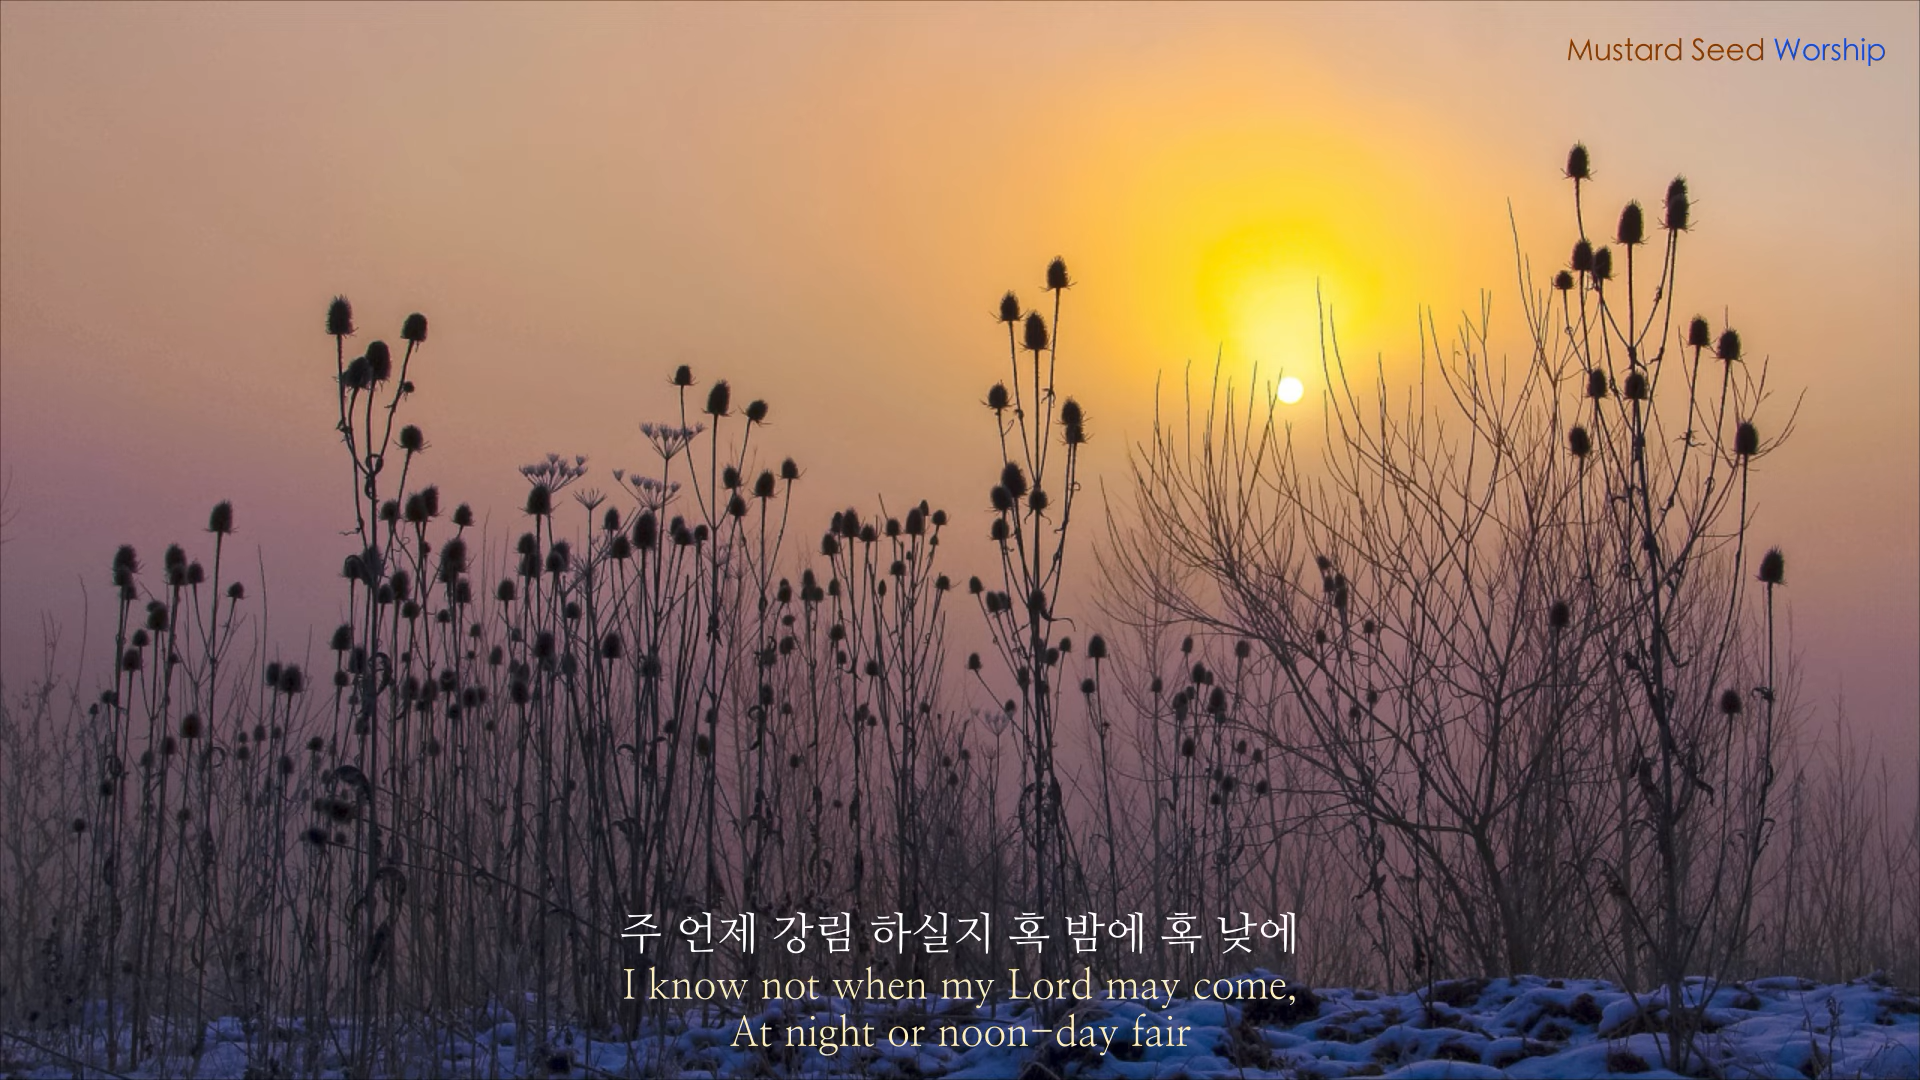 Mustard Seed Worship
주 언제 강림 하실지 혹 밤에 혹 낮에
I know not when my Lord may come,
At night or noon-day fair